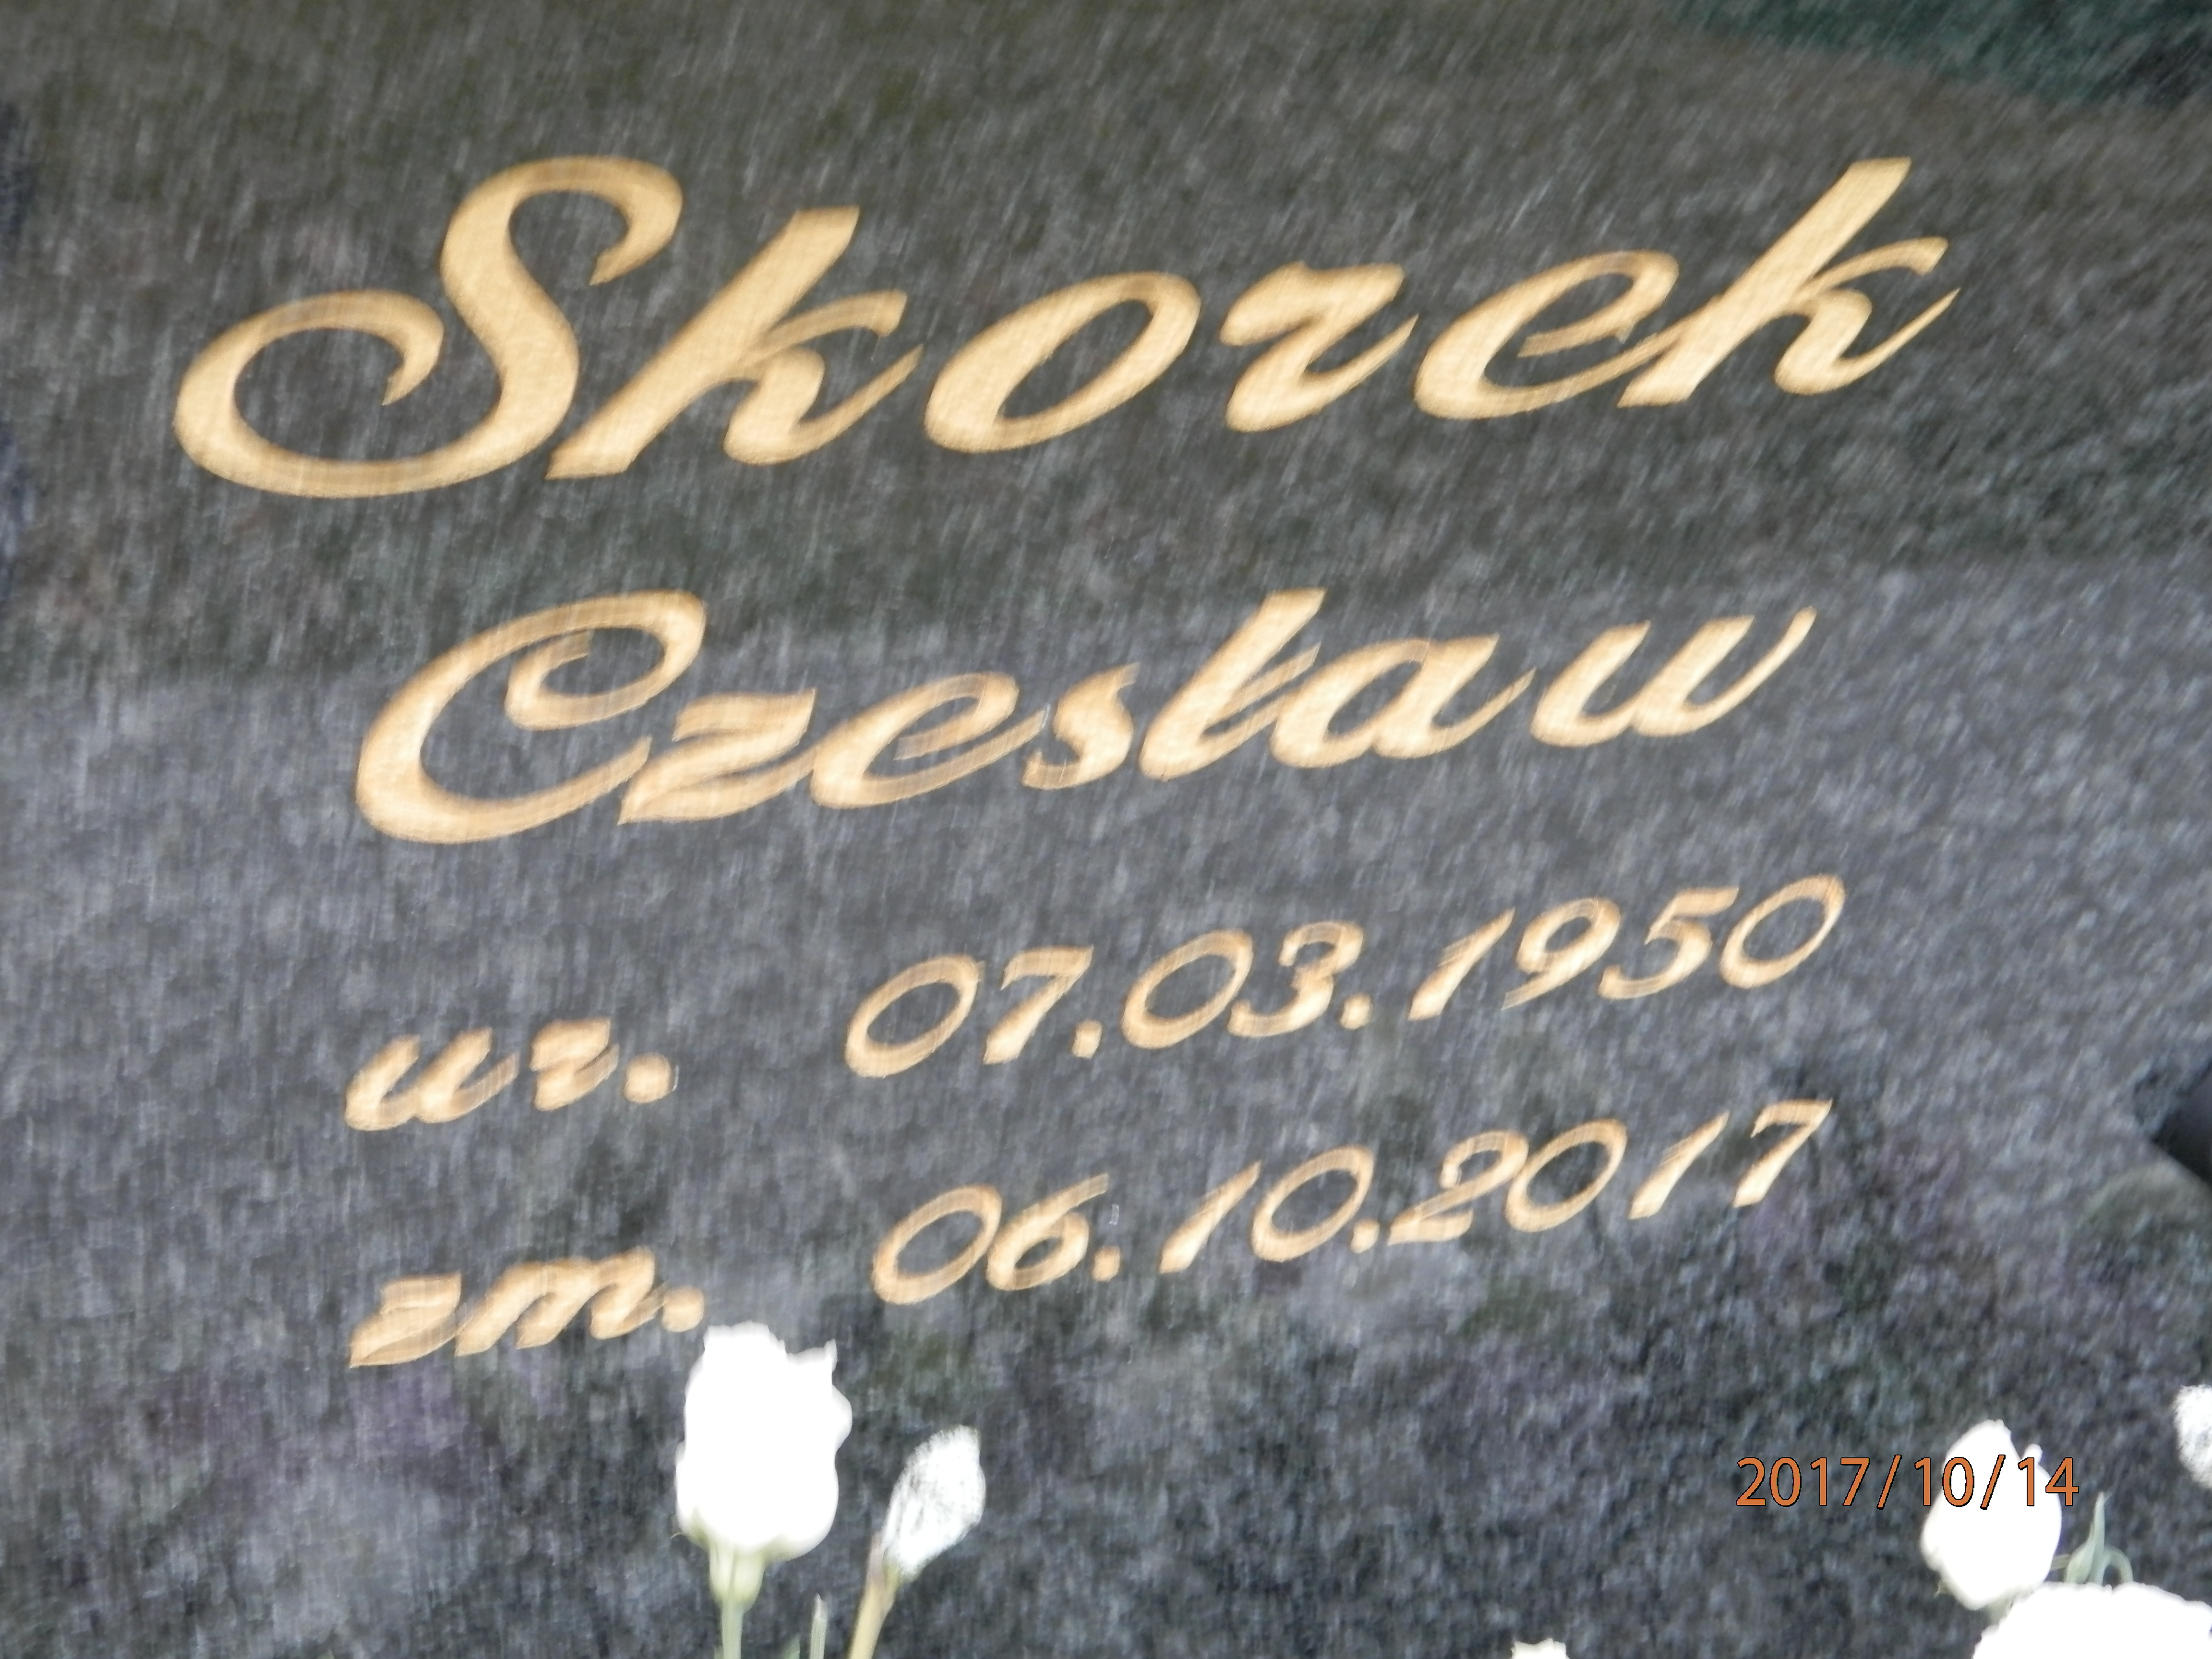 Skorek
Czesław
ur. 07.03.1950
zm. 06.10.2017
2017/10/14